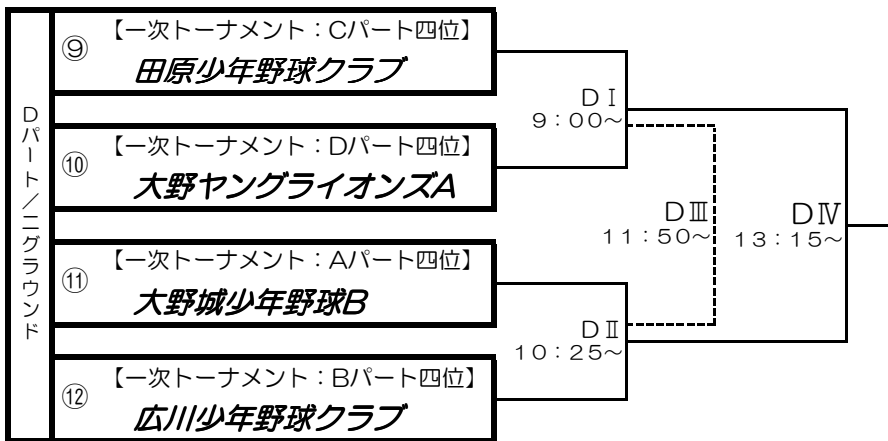 Dパート／ニグラウンド
⑨
【一次トーナメント：Cパート四位】
田原少年野球クラブ
⑩
【一次トーナメント：Dパート四位】
大野ヤングライオンズA
⑪
【一次トーナメント：Aパート四位】
大野城少年野球B
⑫
【一次トーナメント：Bパート四位】
広川少年野球クラブ
DⅠ
9：00～
DⅡ
10：25～
DⅢ
11：50～
DⅣ
13：15～